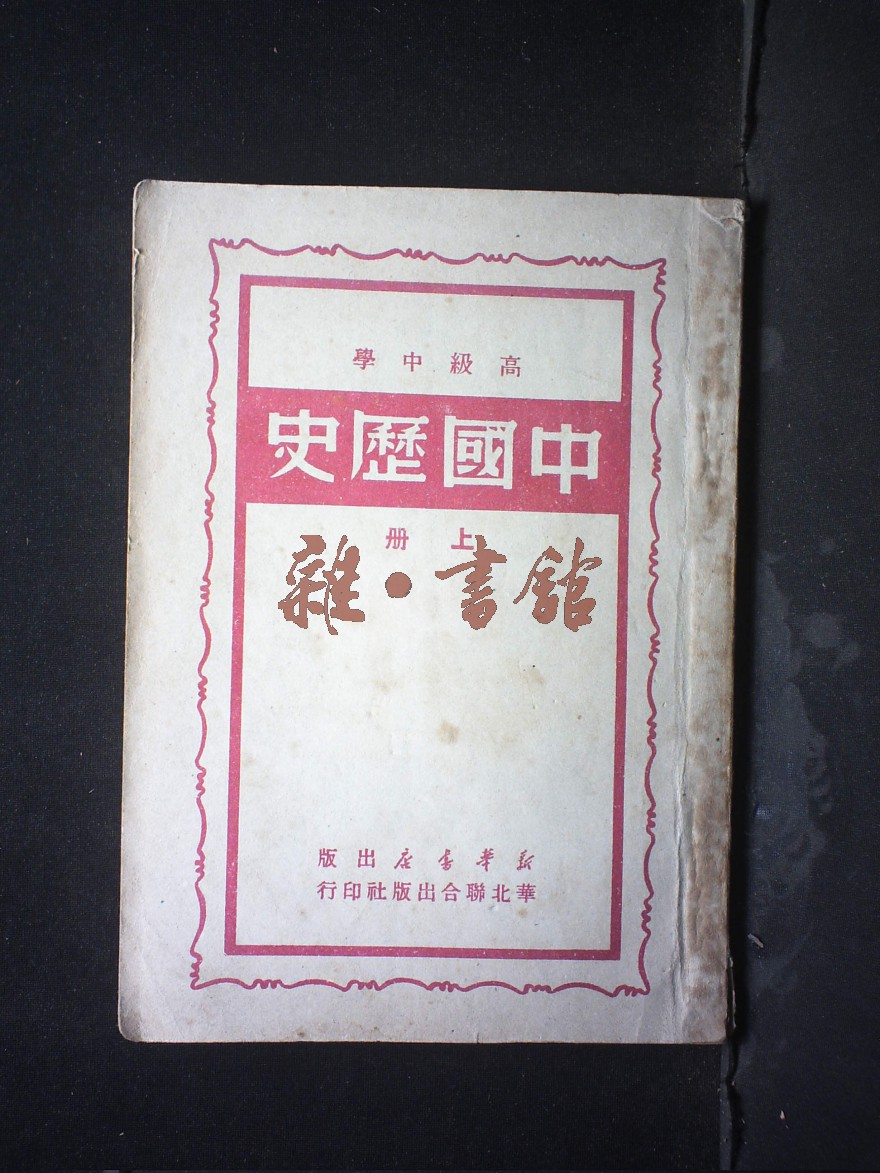 高級中學
中國歷史
上册
雜·書館
新華書店出版
華北聯合出版社印行